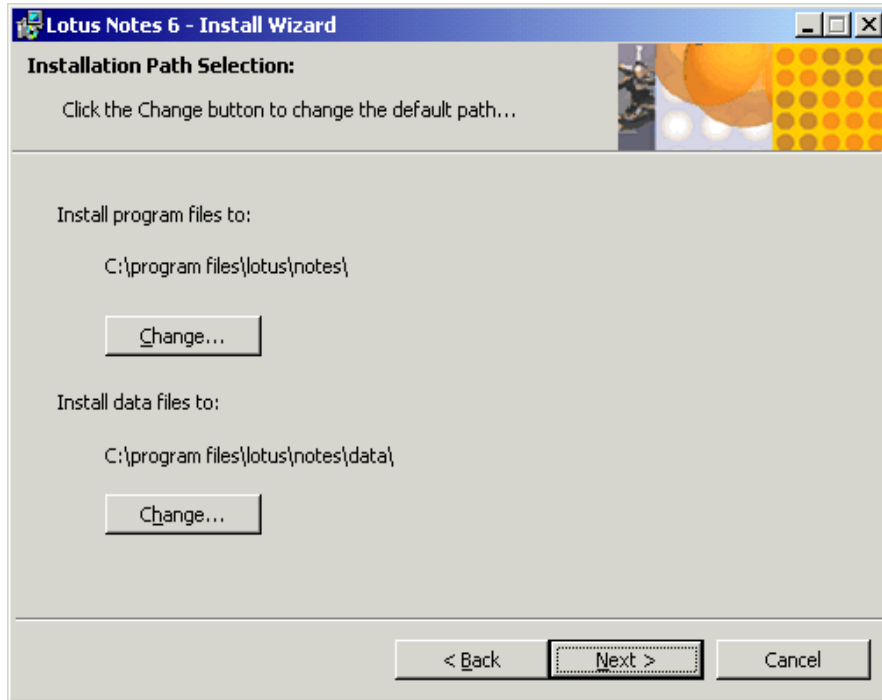 Lotus Notes 6 - Install Wizard
Installation Path Selection:
Click the Change button to change the default path...
Install program files to:
C:\program files\lotus\notes\
Change...
Install data files to:
C:\program files\lotus\notes\data\
Change...
< Back Next > Cancel